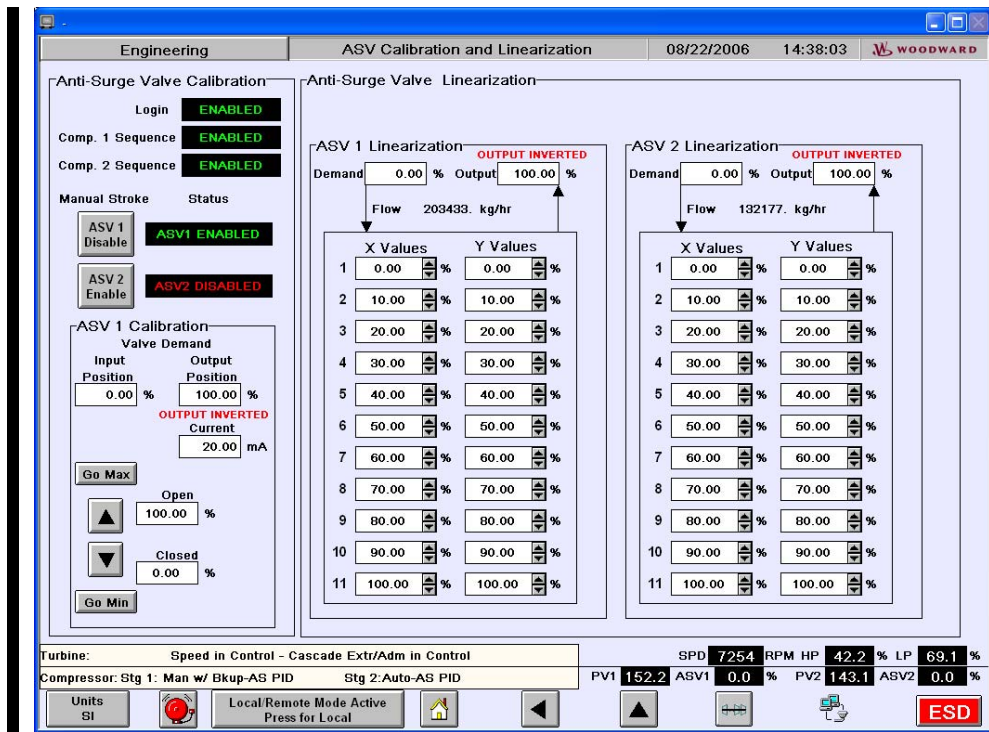 Engineering ASV Calibration and Linearization 08/22/2006 14:38:03 WOODWARD
Anti-Surge Valve Calibration
Login ENABLED
Comp. 1 Sequence ENABLED
Comp. 2 Sequence ENABLED
Manual Stroke Status
ASV 1
Disable
ASV1 ENABLED
ASV 2
Enable
ASV2 DISABLED
ASV 1 Calibration
Valve Demand
Input Output
Position Position
0.00 % 100.00 %
OUTPUT INVERTED
Current
20.00 mA
Go Max
Open
100.00 %
Closed
0.00 %
Go Min
Anti-Surge Valve Linearization
ASV 1 Linearization
OUTPUT INVERTED
Demand 0.00 % Output 100.00 %
Flow 203433. kg/hr
X Values Y Values
1 0.00 % 0.00 %
2 10.00 % 10.00 %
3 20.00 % 20.00 %
4 30.00 % 30.00 %
5 40.00 % 40.00 %
6 50.00 % 50.00 %
7 60.00 % 60.00 %
8 70.00 % 70.00 %
9 80.00 % 80.00 %
10 90.00 % 90.00 %
11 100.00 % 100.00 %
ASV 2 Linearization
OUTPUT INVERTED
Demand 0.00 % Output 100.00 %
Flow 132177. kg/hr
X Values Y Values
1 0.00 % 0.00 %
2 10.00 % 10.00 %
3 20.00 % 20.00 %
4 30.00 % 30.00 %
5 40.00 % 40.00 %
6 50.00 % 50.00 %
7 60.00 % 60.00 %
8 70.00 % 70.00 %
9 80.00 % 80.00 %
10 90.00 % 90.00 %
11 100.00 % 100.00 %
Turbine: Speed in Control - Cascade Extr/Adm in Control SPD 7254 RPM HP 42.2 % LP 69.1 %
Compressor: Stg 1: Man w/ Bkup-AS PID Stg 2:Auto-AS PID PV1 152.2 ASV1 0.0 % PV2 143.1 ASV2 0.0 %
Units
SI
Local/Remote Mode Active
Press for Local
ESD